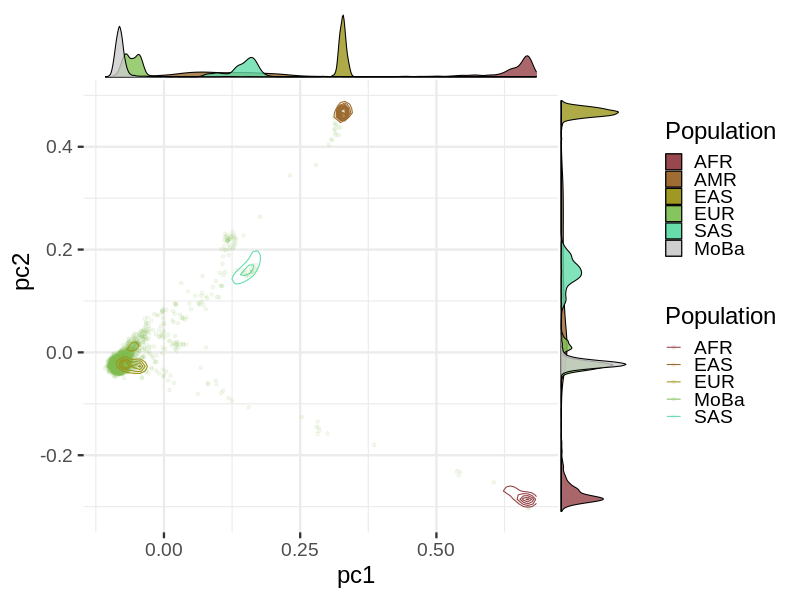 Population
AFR
AMR
EAS
EUR
SAS
MoBa
Population
AFR
EAS
EUR
MoBa
SAS
pc2
0.4
0.2
0.0
-0.2
0.00 0.25 0.50
pc1